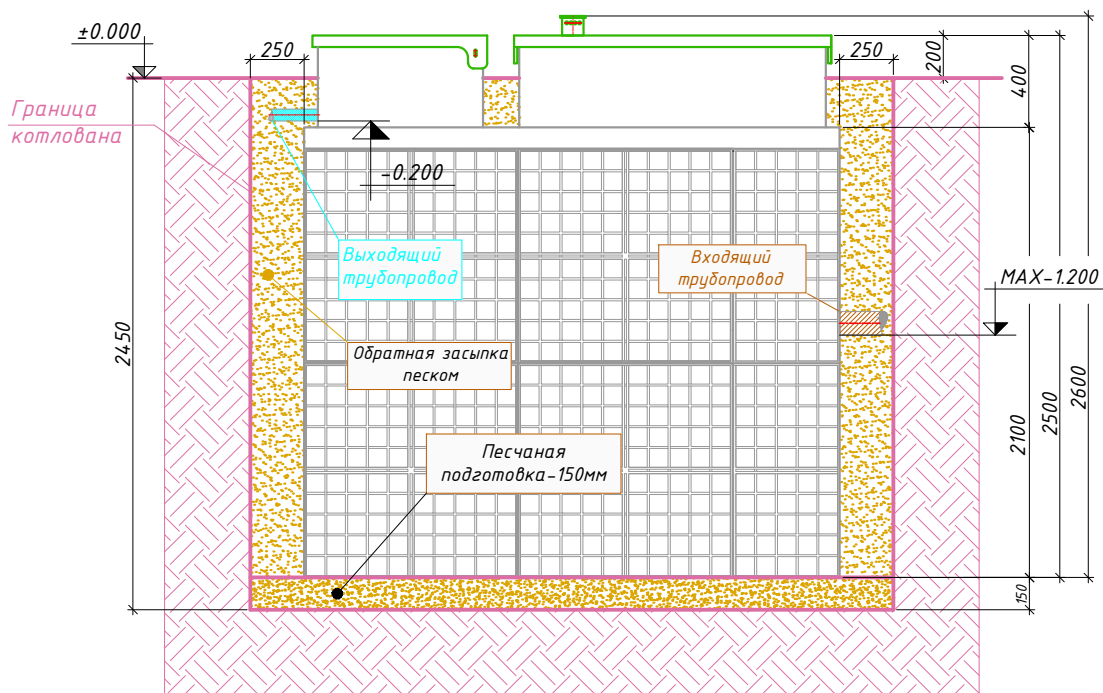 ±0.000
250
250
200
400
2600
Граница
котлована
-0.200
Выходящий
трубопровод
Входящий
трубопровод
MAX-1.200
2450
Обратная засыпка
песком
2100
2500
Песчаная
подготовка-150мм
150